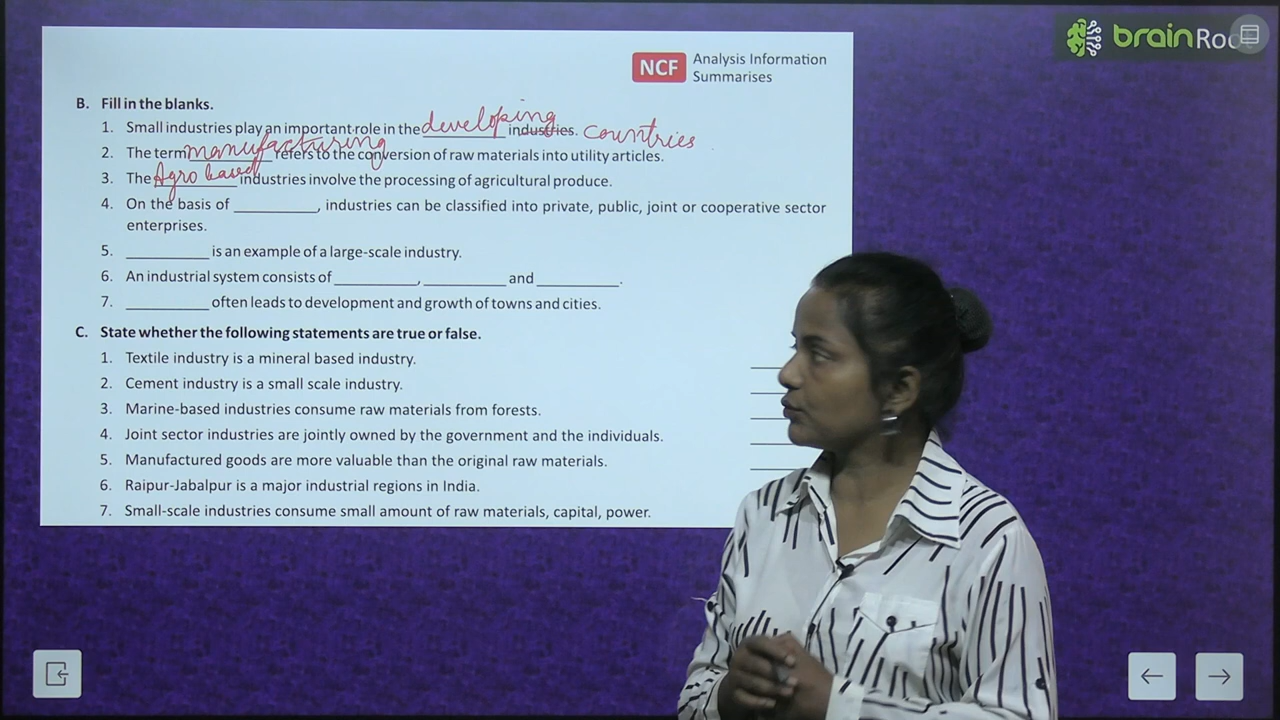 brainRoo
NCF Analysis Information
Summarises
B. Fill in the blanks.
1. Small industries play an important role in the developing industries. countries
2. The term manufacturing refers to the conversion of raw materials into utility articles.
3. The Agro based industries involve the processing of agricultural produce.
4. On the basis of __________, industries can be classified into private, public, joint or cooperative sector
enterprises.
5. __________ is an example of a large-scale industry.
6. An industrial system consists of __________, __________ and __________.
7. __________ often leads to development and growth of towns and cities.
C. State whether the following statements are true or false.
1. Textile industry is a mineral based industry.
2. Cement industry is a small scale industry.
3. Marine-based industries consume raw materials from forests.
4. Joint sector industries are jointly owned by the government and the individuals.
5. Manufactured goods are more valuable than the original raw materials.
6. Raipur-Jabalpur is a major industrial regions in India.
7. Small-scale industries consume small amount of raw materials, capital, power.